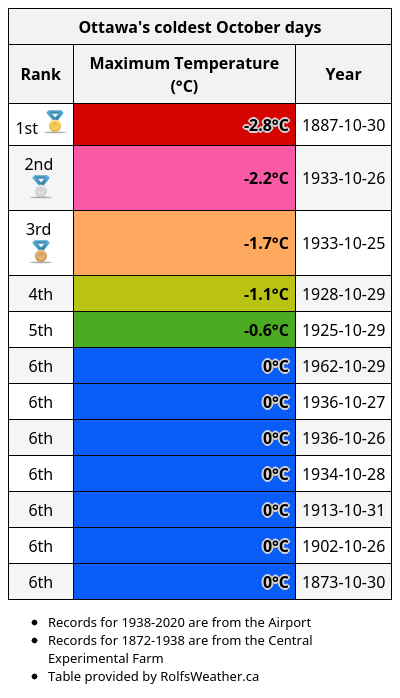 Ottawa's coldest October days
Rank Maximum Temperature (°C) Year
1st -2.8°C 1887-10-30
2nd -2.2°C 1933-10-26
3rd -1.7°C 1933-10-25
4th -1.1°C 1928-10-29
5th -0.6°C 1925-10-29
6th 0°C 1962-10-29
6th 0°C 1936-10-27
6th 0°C 1936-10-26
6th 0°C 1934-10-28
6th 0°C 1913-10-31
6th 0°C 1902-10-26
6th 0°C 1873-10-30
• Records for 1938-2020 are from the Airport
• Records for 1872-1938 are from the Central
Experimental Farm
• Table provided by RolfsWeather.ca